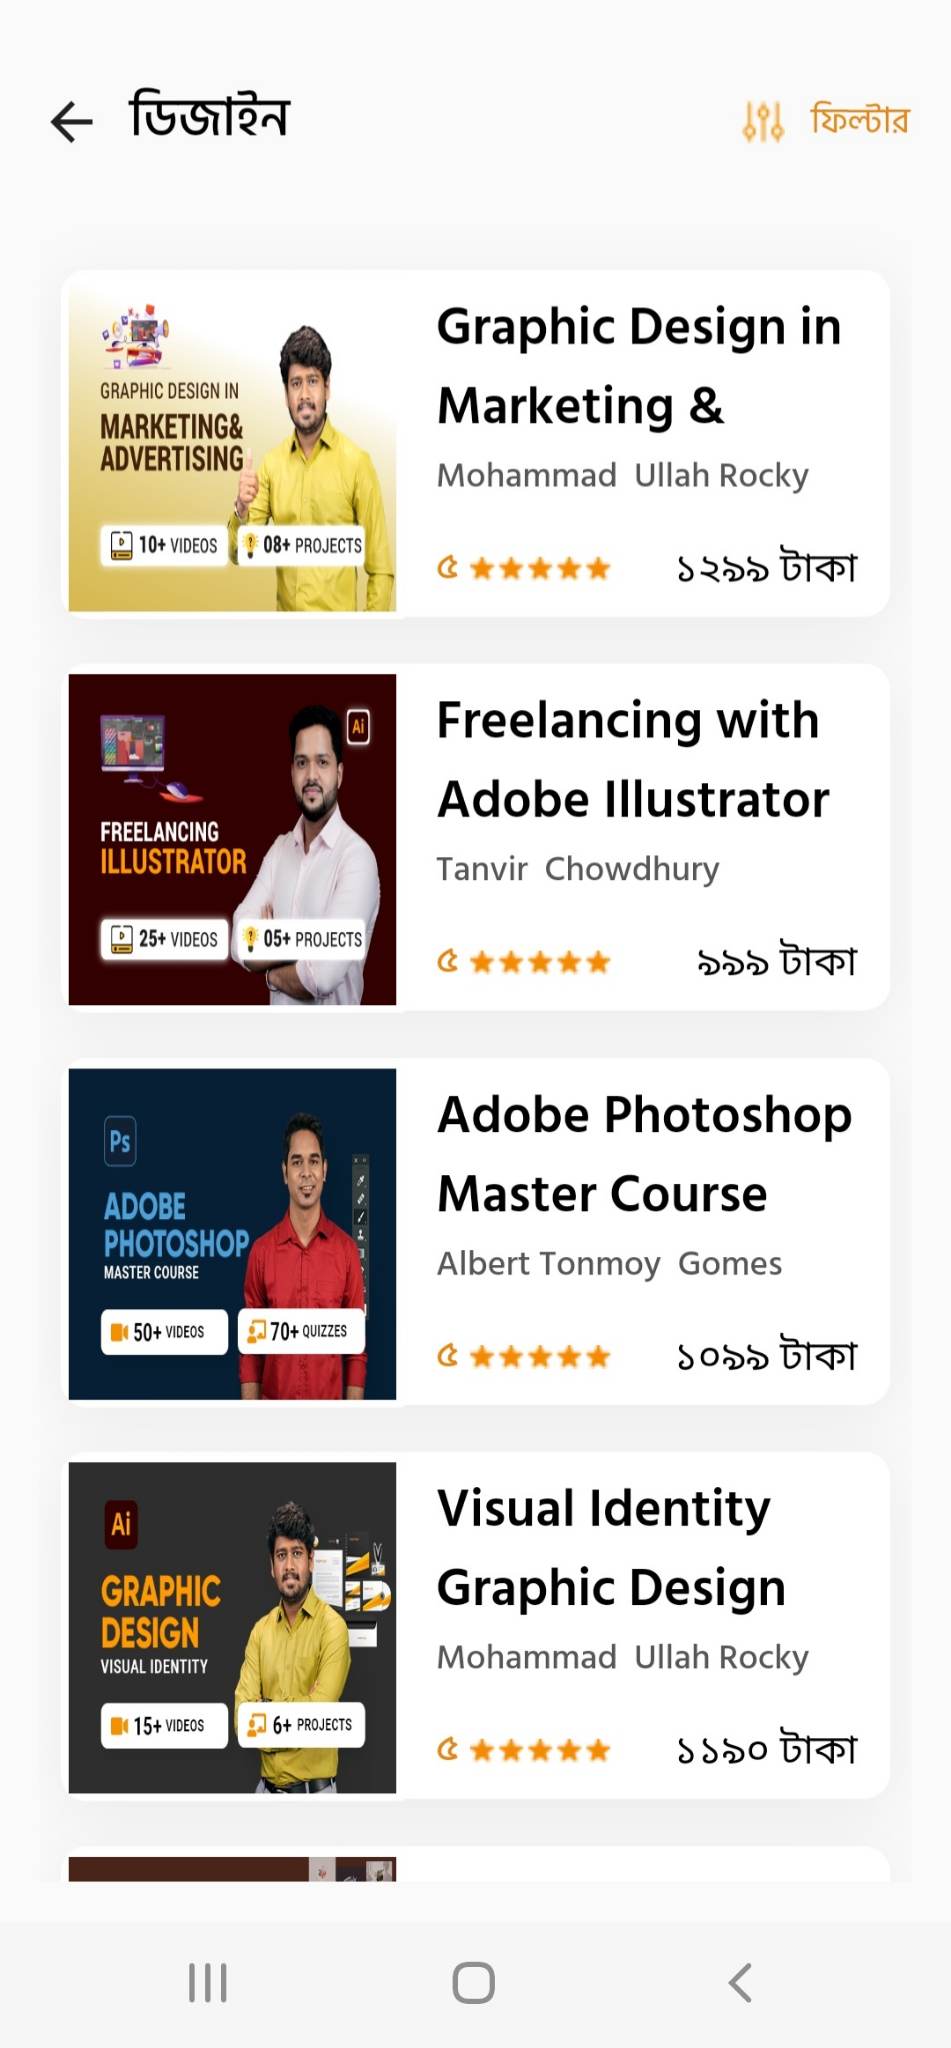 ডিজাইন
ফিল্টার
GRAPHIC DESIGN IN
MARKETING&
ADVERTISING
10+ VIDEOS
08+ PROJECTS
Graphic Design in
Marketing &
Mohammad Ullah Rocky
৫
১২৯৯ টাকা
Ai
FREELANCING
ILLUSTRATOR
25+ VIDEOS
05+ PROJECTS
Freelancing with
Adobe Illustrator
Tanvir Chowdhury
৫
৯৯৯ টাকা
Ps
ADOBE
PHOTOSHOP
MASTER COURSE
50+ VIDEOS
70+ QUIZZES
Adobe Photoshop
Master Course
Albert Tonmoy Gomes
৫
১০৯৯ টাকা
Ai
GRAPHIC
DESIGN
VISUAL IDENTITY
15+ VIDEOS
6+ PROJECTS
Visual Identity
Graphic Design
Mohammad Ullah Rocky
৫
১১৯০ টাকা